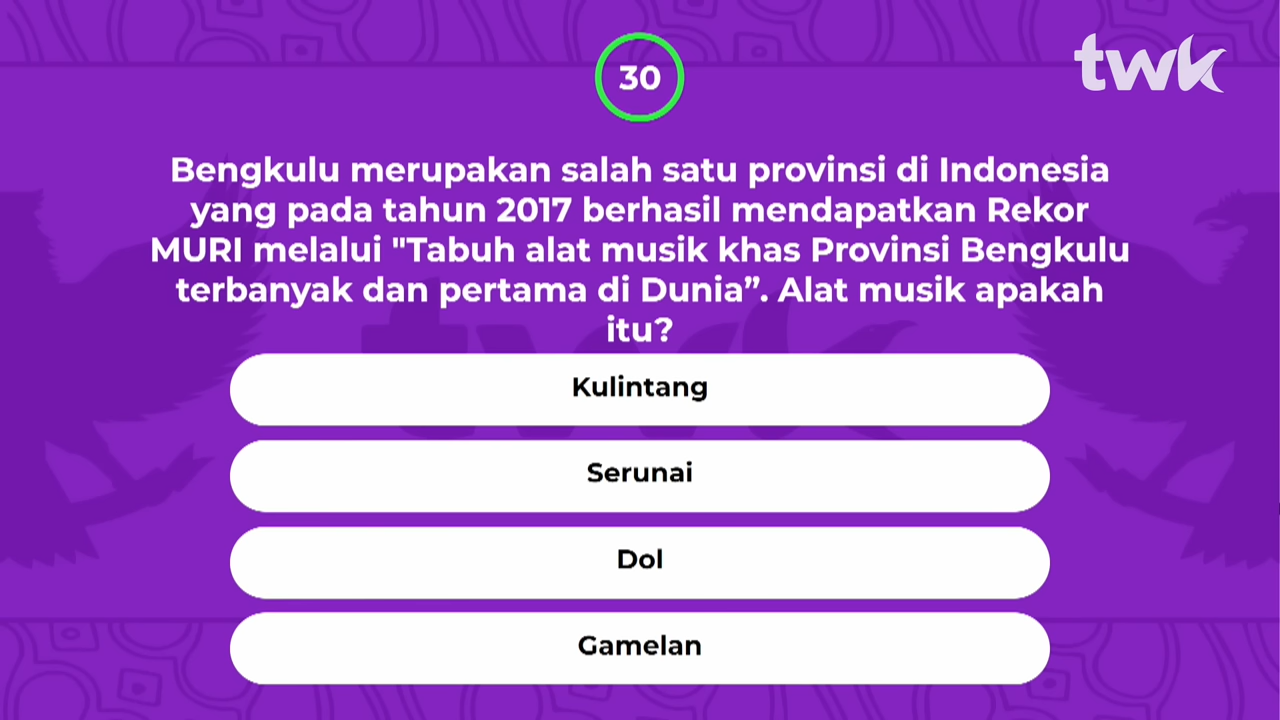 30
twk
Bengkulu merupakan salah satu provinsi di Indonesia
yang pada tahun 2017 berhasil mendapatkan Rekor
MURI melalui "Tabuh alat musik khas Provinsi Bengkulu
terbanyak dan pertama di Dunia”. Alat musik apakah
itu?
Kulintang
Serunai
Dol
Gamelan